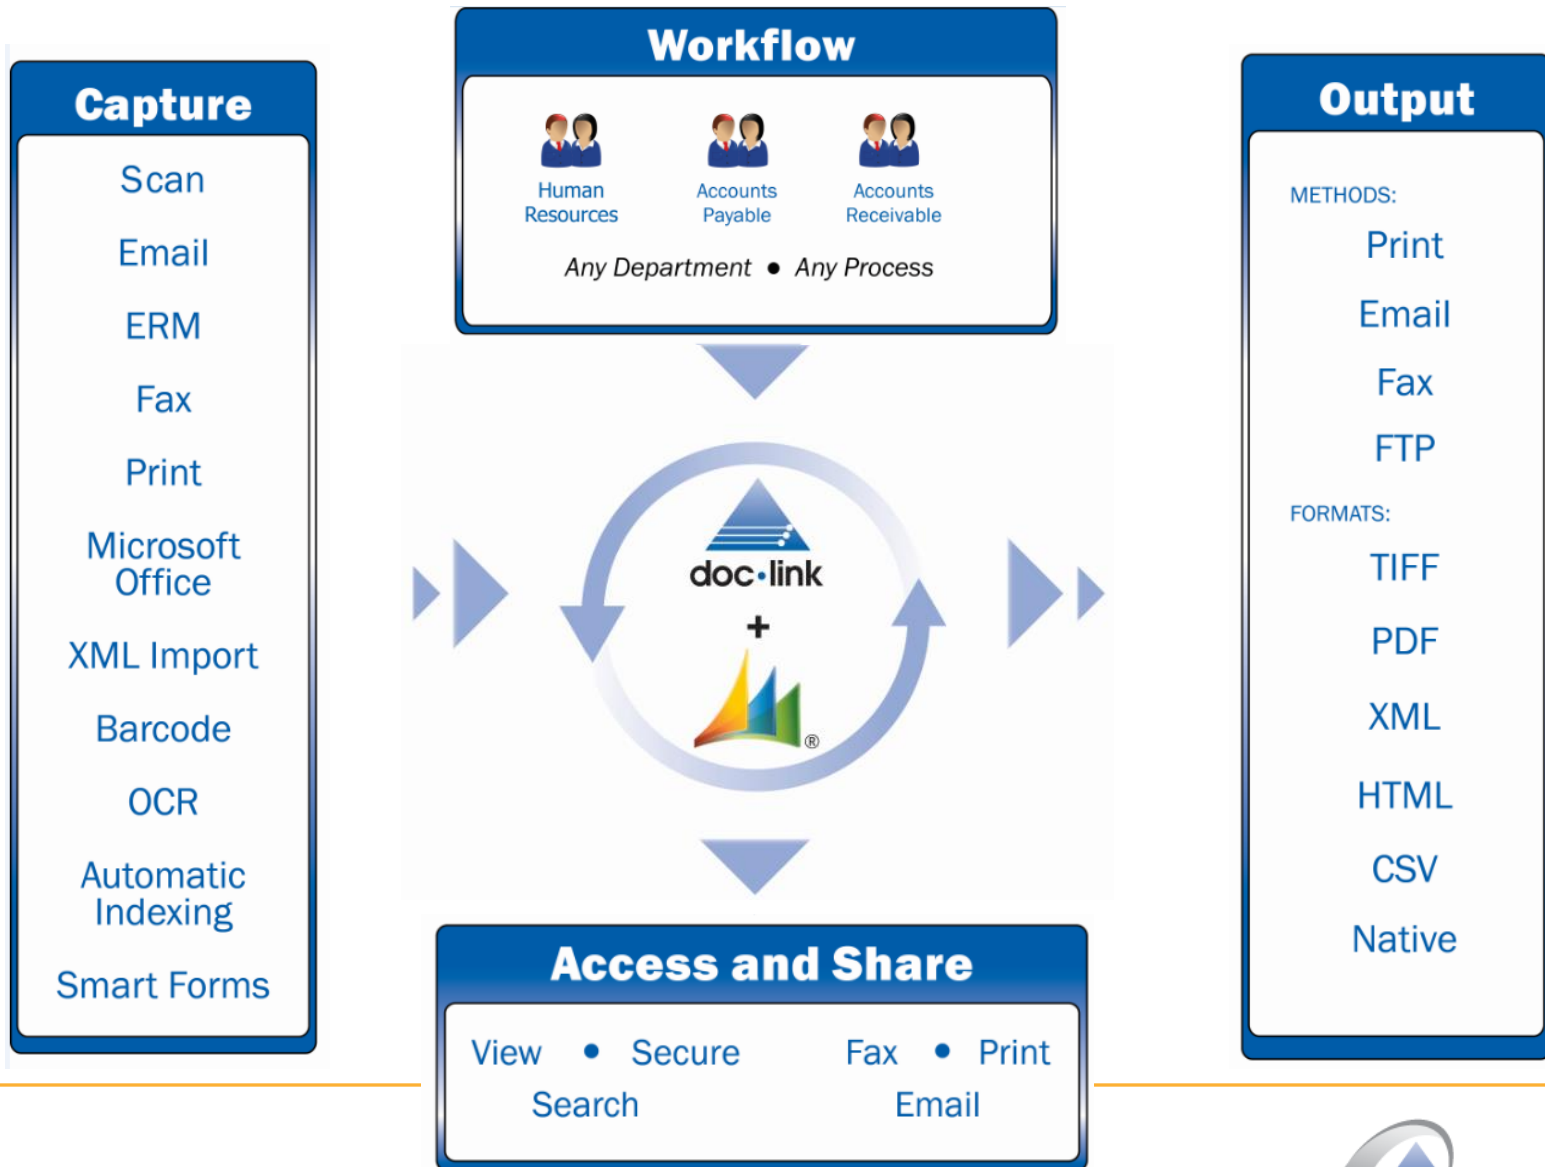 Capture
Scan
Email
ERM
Fax
Print
Microsoft
Office
XML Import
Barcode
OCR
Automatic
Indexing
Smart Forms
Workflow
Human
Resources
Accounts
Payable
Accounts
Receivable
Any Department ● Any Process
doc•link
+
®
Access and Share
View • Secure
Search
Fax • Print
Email
Output
METHODS:
Print
Email
Fax
FTP
FORMATS:
TIFF
PDF
XML
HTML
CSV
Native